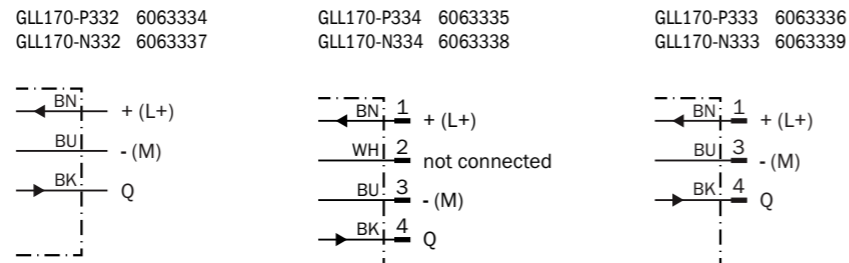 GLL170-P332 6063334
GLL170-N332 6063337
BN + (L+)
BU - (M)
BK Q
GLL170-P334 6063335
GLL170-N334 6063338
BN 1 + (L+)
WH 2 not connected
BU 3 - (M)
BK 4 Q
GLL170-P333 6063336
GLL170-N333 6063339
BN 1 + (L+)
BU 3 - (M)
BK 4 Q